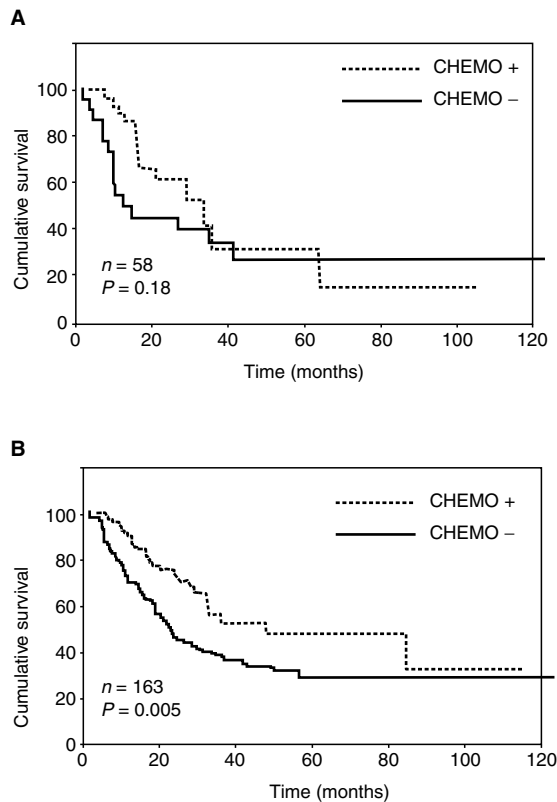 A
CHEMO +
CHEMO –
100
80
60
40
20
0
Cumulative survival
n = 58
P = 0.18
0 20 40 60 80 100 120
Time (months)
B
CHEMO +
CHEMO –
100
80
60
40
20
0
Cumulative survival
n = 163
P = 0.005
0 20 40 60 80 100 120
Time (months)